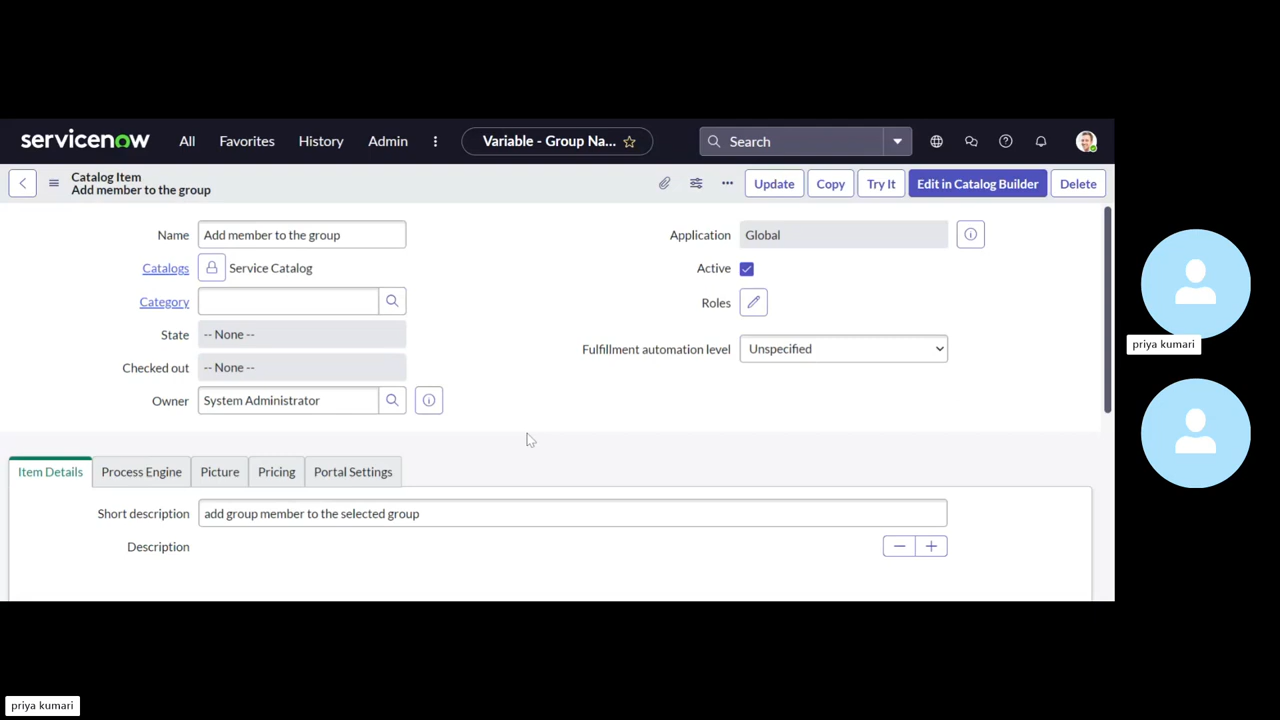 servicenow
All
Favorites
History
Admin
Variable - Group Na...
Search
Catalog Item
Add member to the group
Update
Copy
Try It
Edit in Catalog Builder
Delete
Name
Add member to the group
Application
Global
Catalogs
Service Catalog
Active
Category
Roles
State
-- None --
Fulfillment automation level
Unspecified
Checked out
-- None --
Owner
System Administrator
Item Details
Process Engine
Picture
Pricing
Portal Settings
Short description
add group member to the selected group
Description
priya kumari
priya kumari